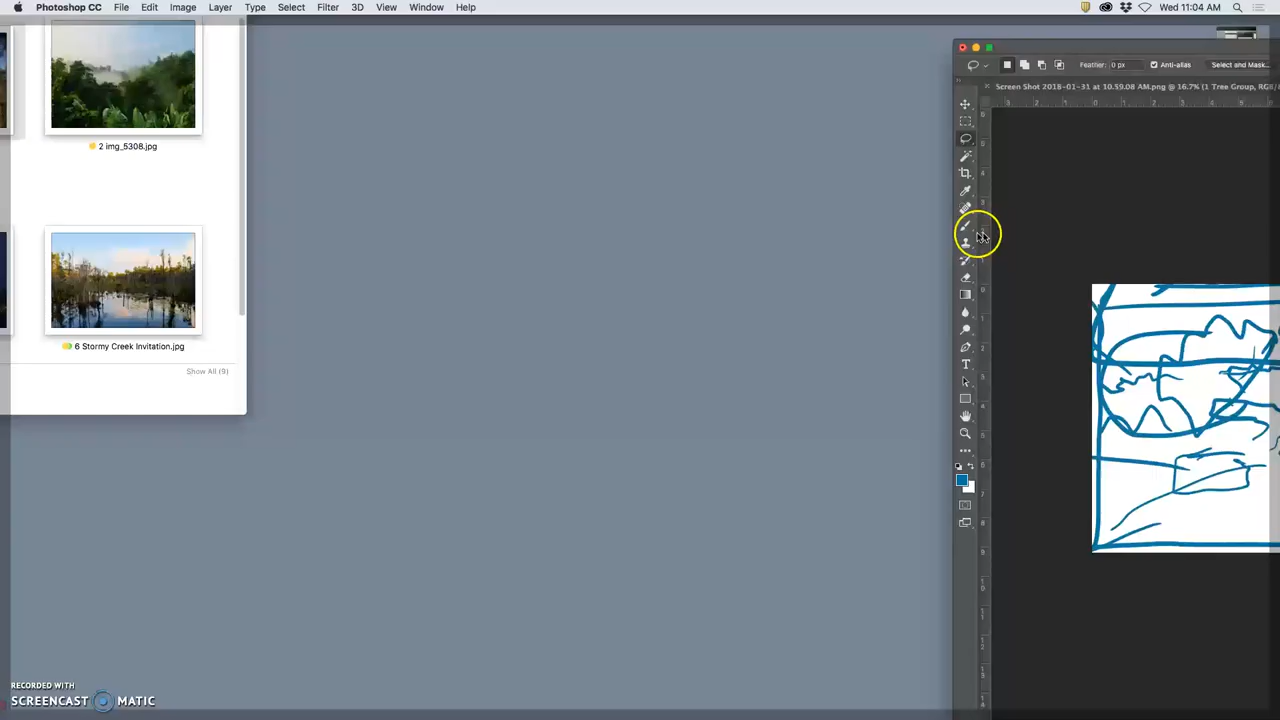 Photoshop CC File Edit Image Layer Type Select Filter 3D View Window Help Wed 11:04 AM
Feather: 0 px Anti-alias Select and Mask...
Screen Shot 2018-01-31 at 10.59.08 AM.png @ 16.7% (1 Tree Group, RGB/8
2 img_5308.jpg
6 Stormy Creek Invitation.jpg
Show All (9)
RECORDED WITH
SCREENCAST MATIC